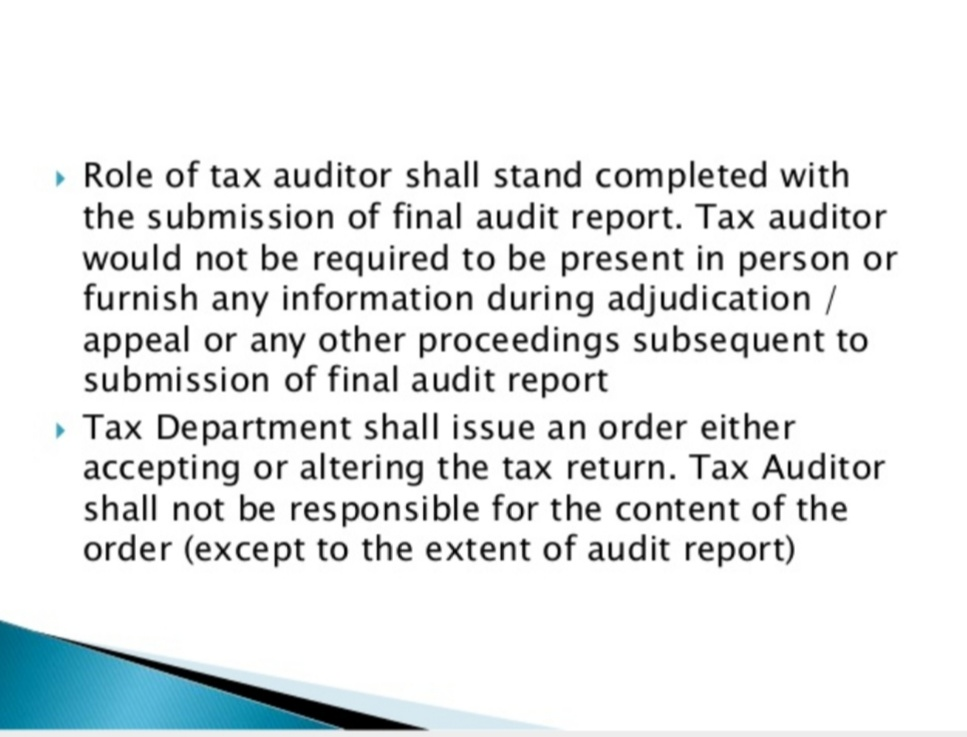 Role of tax auditor shall stand completed with
the submission of final audit report. Tax auditor
would not be required to be present in person or
furnish any information during adjudication /
appeal or any other proceedings subsequent to
submission of final audit report
Tax Department shall issue an order either
accepting or altering the tax return. Tax Auditor
shall not be responsible for the content of the
order (except to the extent of audit report)